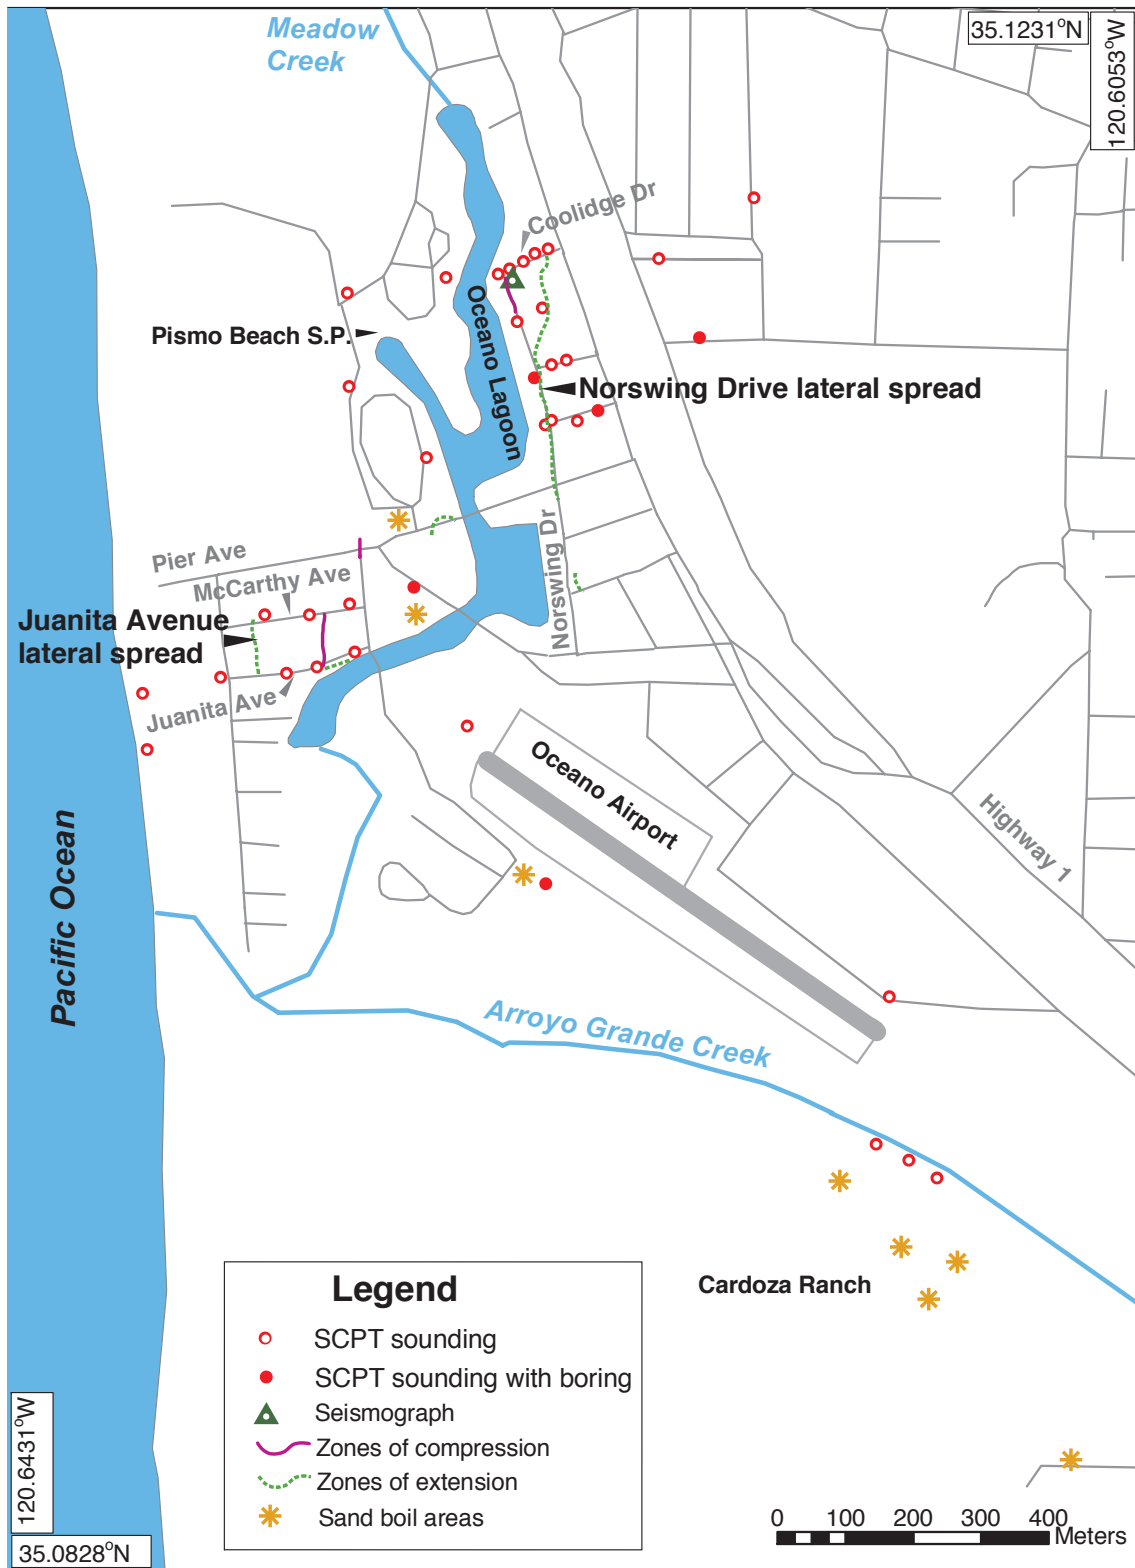 Meadow
Creek
35.1231°N
120.6053°W
Coolidge Dr
Pismo Beach S.P.
Oceano Lagoon
Norswing Drive lateral spread
Pier Ave
McCarthy Ave
Norswing Dr
Juanita Avenue
lateral spread
Juanita Ave
Oceano Airport
Highway 1
Pacific Ocean
Arroyo Grande Creek
Cardoza Ranch
Legend
SCPT sounding
SCPT sounding with boring
Seismograph
Zones of compression
Zones of extension
Sand boil areas
120.6431°W
35.0828°N
0 100 200 300 400
Meters